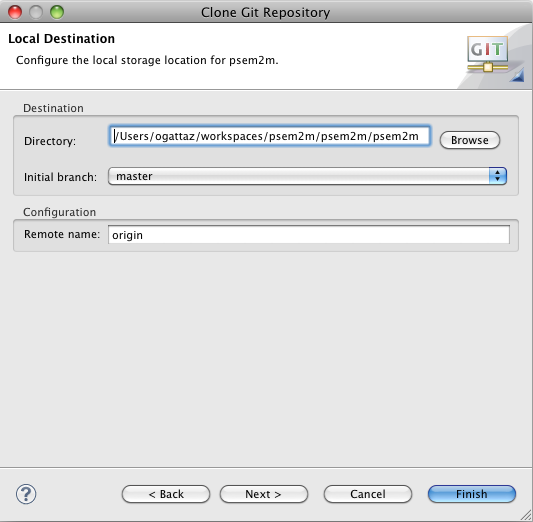 Clone Git Repository
Local Destination
Configure the local storage location for psem2m.
GIT
Destination
Directory: /Users/ogattaz/workspaces/psem2m/psem2m/psem2m Browse
Initial branch: master
Configuration
Remote name: origin
? < Back Next > Cancel Finish